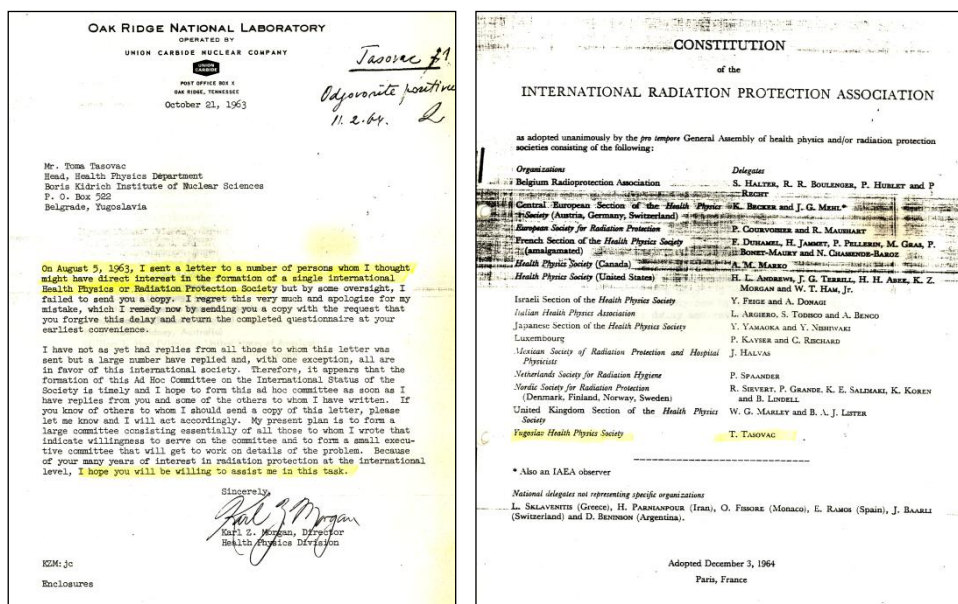 OAK RIDGE NATIONAL LABORATORY
OPERATED BY
UNION CARBIDE NUCLEAR COMPANY
UNION
CARBIDE
POST OFFICE BOX X
OAK RIDGE, TENNESSEE
October 21, 1963
Tasovac
Odgovorite pozitivno
11.2.64.
Mr. Toma Tasovac
Head, Health Physics Department
Boris Kidrich Institute of Nuclear Sciences
P. O. Box 522
Belgrade, Yugoslavia
On August 5, 1963, I sent a letter to a number of persons whom I thought
might have direct interest in the formation of a single international
Health Physics or Radiation Protection Society but by some oversight, I
failed to send you a copy. I regret this very much and apologize for my
mistake, which I remedy now by sending you a copy with the request that
you forgive this delay and return the completed questionnaire at your
earliest convenience.
I have not as yet had replies from all those to whom this letter was
sent but a large number have replied and, with one exception, all are
in favor of this international society. Therefore, it appears that the
formation of this Ad Hoc Committee on the International Status of the
Society is timely and I hope to form this ad hoc committee as soon as I
have replies from you and some of the others to whom I have written. If
you know of others to whom I should send a copy of this letter, please
let me know and I will act accordingly. My present plan is to form a
large committee consisting essentially of all those to whom I wrote that
indicate willingness to serve on the committee and to form a small execu-
tive committee that will get to work on details of the problem. Because
of your many years of interest in radiation protection at the international
level, I hope you will be willing to assist me in this task.
Sincerely,
Karl Z. Morgan
Karl Z. Morgan, Director
Health Physics Division
KZM:jc
Enclosures
CONSTITUTION
of the
INTERNATIONAL RADIATION PROTECTION ASSOCIATION
as adopted unanimously by the pro tempore General Assembly of health physics and/or radiation protection
societies consisting of the following:
Organizations Delegates
Belgium Radioprotection Association S. HALTER, R. R. BOULENGER, P. HUBLET and P
RECHT
Central European Section of the Health Physics K. BECKER and J. G. MEHL*
Society (Austria, Germany, Switzerland)
European Society for Radiation Protection P. COURVOISIER and R. MAUSHART
French Section of the Health Physics Society F. DUHAMEL, H. JAMMET, P. PELLERIN, M. GRAS, P.
(amalgamated) BONET-MAURY and N. CHASSENDE-BAROZ
Health Physics Society (Canada) A. M. MARKO
Health Physics Society (United States) H. L. ANDREWS, J. G. TERRILL, H. H. ABEE, K. Z.
MORGAN and W. T. HAM, Jr.
Israeli Section of the Health Physics Society Y. FEIGE and A. DONAGI
Italian Health Physics Association L. ARGIERO, S. TODISCO and A. BENCO
Japanese Section of the Health Physics Society Y. YAMAOKA and Y. NISHIWAKI
Luxembourg P. KAYSER and C. REICHARD
Mexican Society of Radiation Protection and Hospital J. HALVAS
Physicists
Netherlands Society for Radiation Hygiene P. SPAANDER
Nordic Society for Radiation Protection R. SIEVERT, P. GRANDE, K. E. SALIMAKI, K. KOREN
(Denmark, Finland, Norway, Sweden) and B. LINDELL
United Kingdom Section of the Health Physics W. G. MARLEY and B. A. J. LISTER
Society
Yugoslav Health Physics Society T. TASOVAC
* Also an IAEA observer
National delegates not representing specific organizations
L. SKLAVENITIS (Greece), H. PARNIANPOUR (Iran), O. FISSORE (Monaco), E. RAMOS (Spain), J. BAARLI
(Switzerland) and D. BENINSON (Argentina).
Adopted December 3, 1964
Paris, France